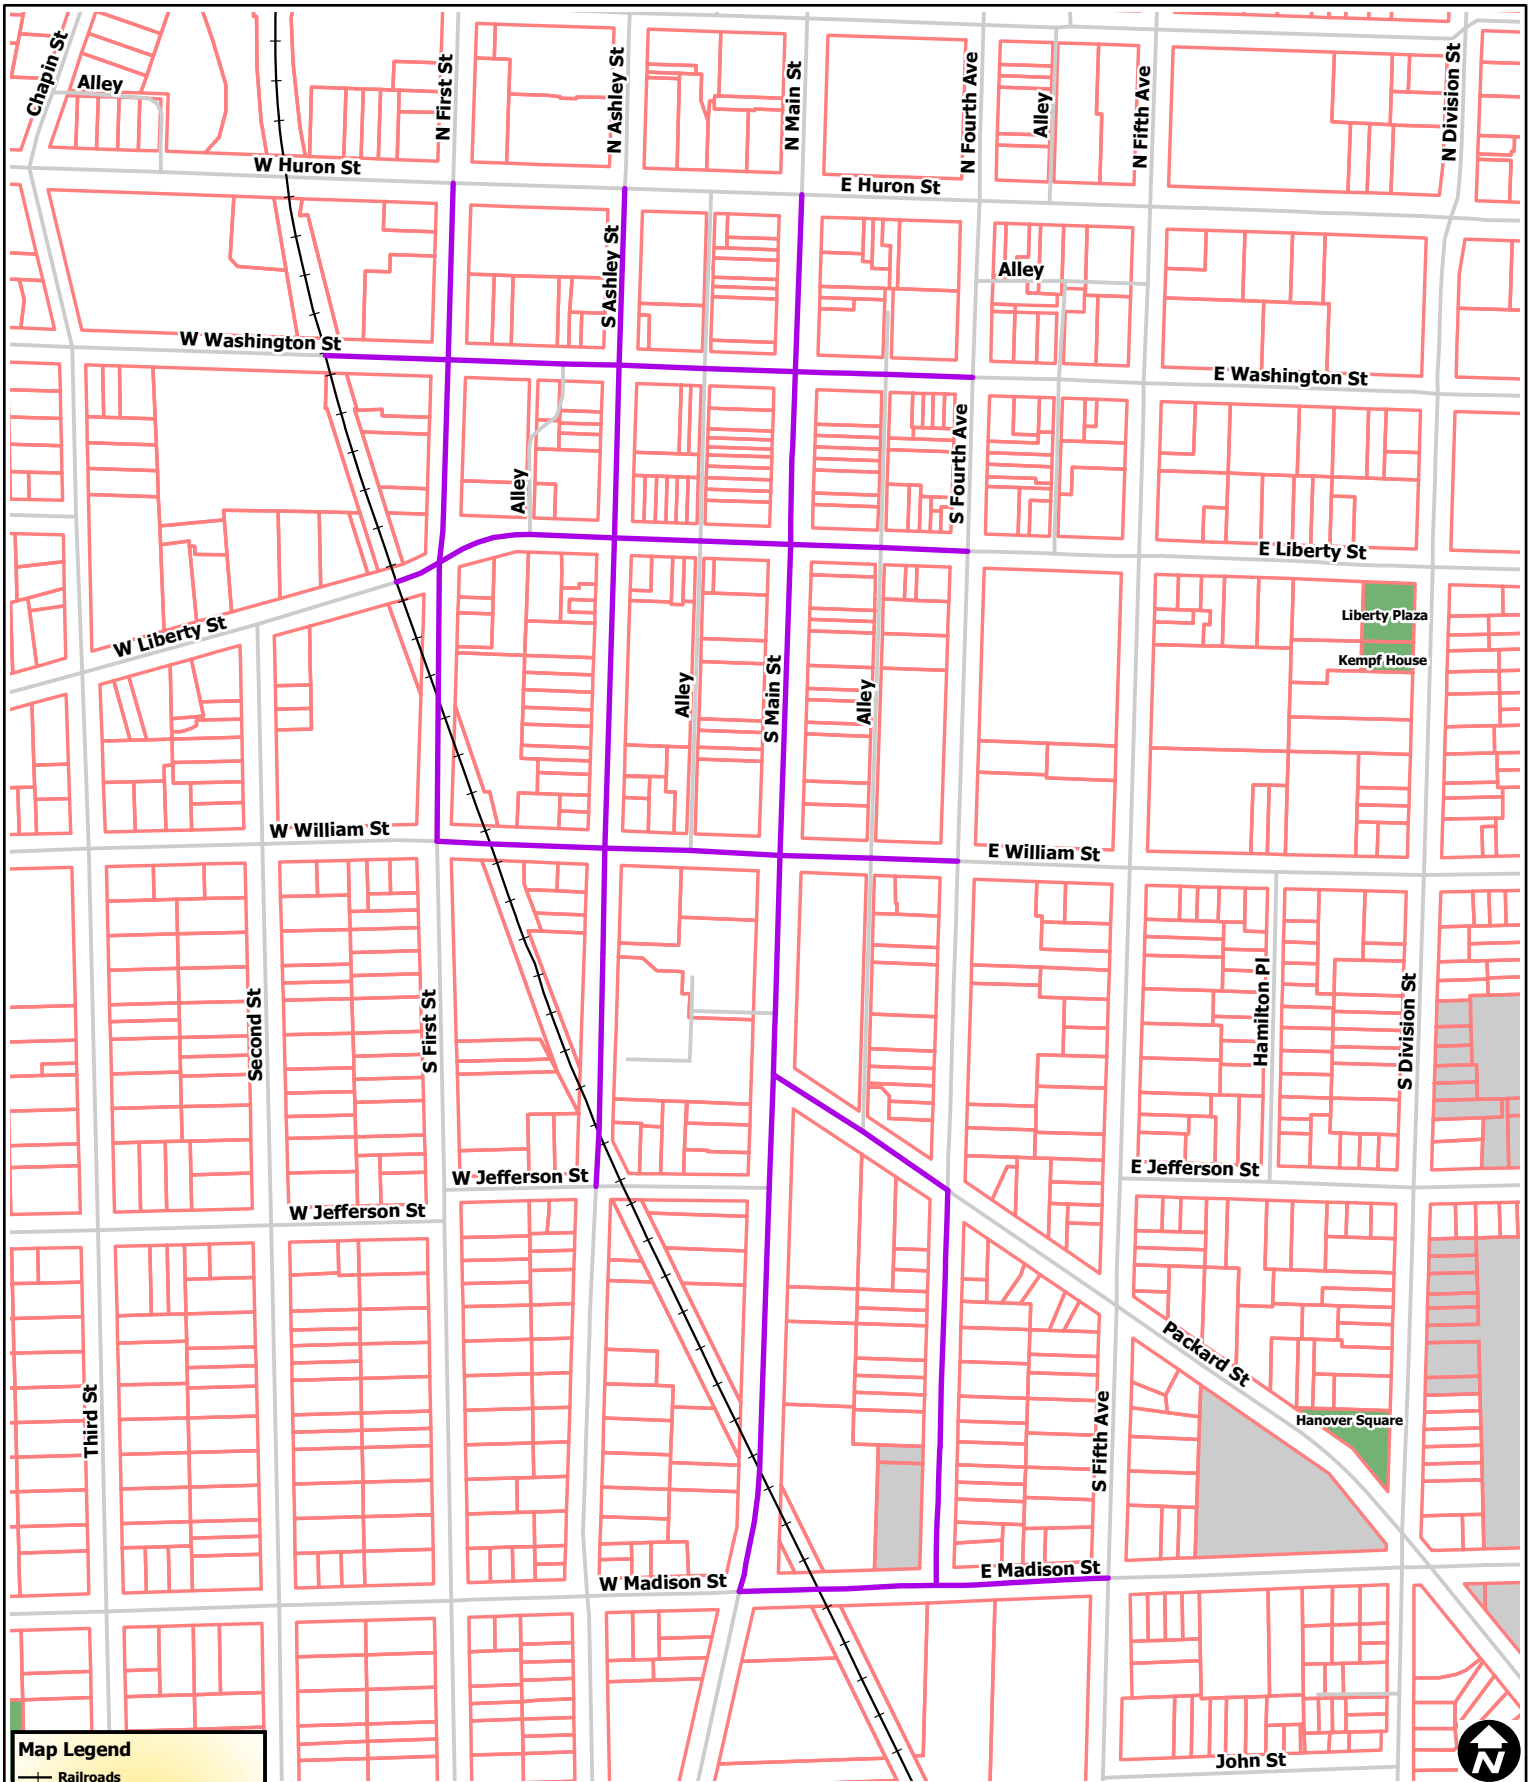 Chapin St
Alley
N First St
N Ashley St
N Main St
N Fourth Ave
Alley
N Fifth Ave
N Division St
W Huron St
E Huron St
S Ashley St
Alley
W Washington St
E Washington St
S Fourth Ave
Alley
E Liberty St
W Liberty St
Liberty Plaza
Kempf House
Alley
S Main St
Alley
W William St
E William St
Second St
S First St
Hamilton Pl
S Division St
W Jefferson St
E Jefferson St
W Jefferson St
Packard St
Third St
S Fifth Ave
Hanover Square
W Madison St
E Madison St
Map Legend
Railroads
John St
N